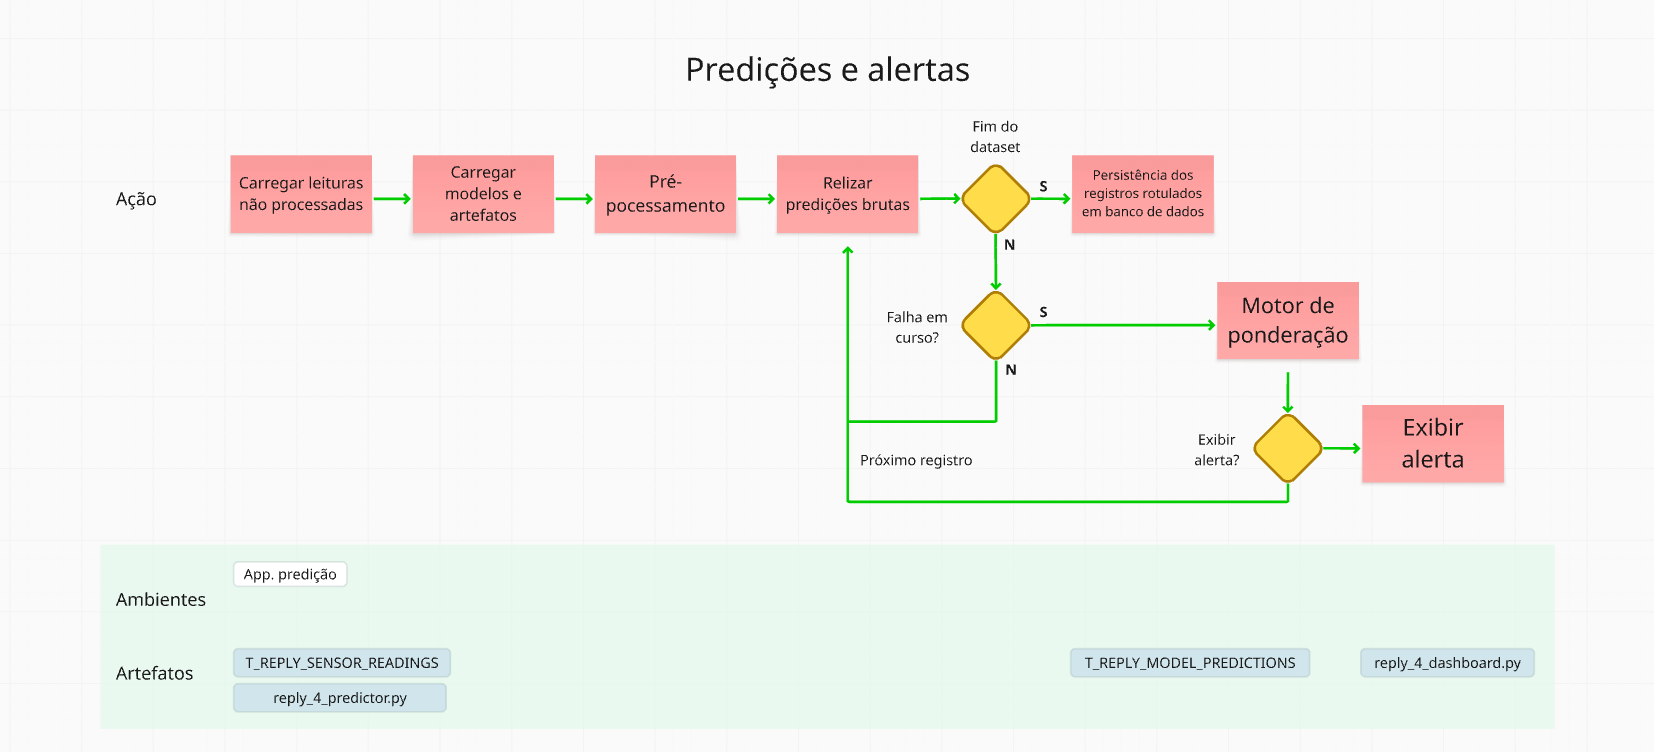 Predições e alertas
Ação
Carregar leituras
não processadas
Carregar
modelos e
artefatos
Pré-
pocessamento
Relizar
predições brutas
Fim do
dataset
S
Persistência dos
registros rotulados
em banco de dados
N
Falha em
curso?
S
Motor de
ponderação
N
Exibir
alerta?
Exibir
alerta
Próximo registro
Ambientes
App. predição
Artefatos
T_REPLY_SENSOR_READINGS
reply_4_predictor.py
T_REPLY_MODEL_PREDICTIONS
reply_4_dashboard.py